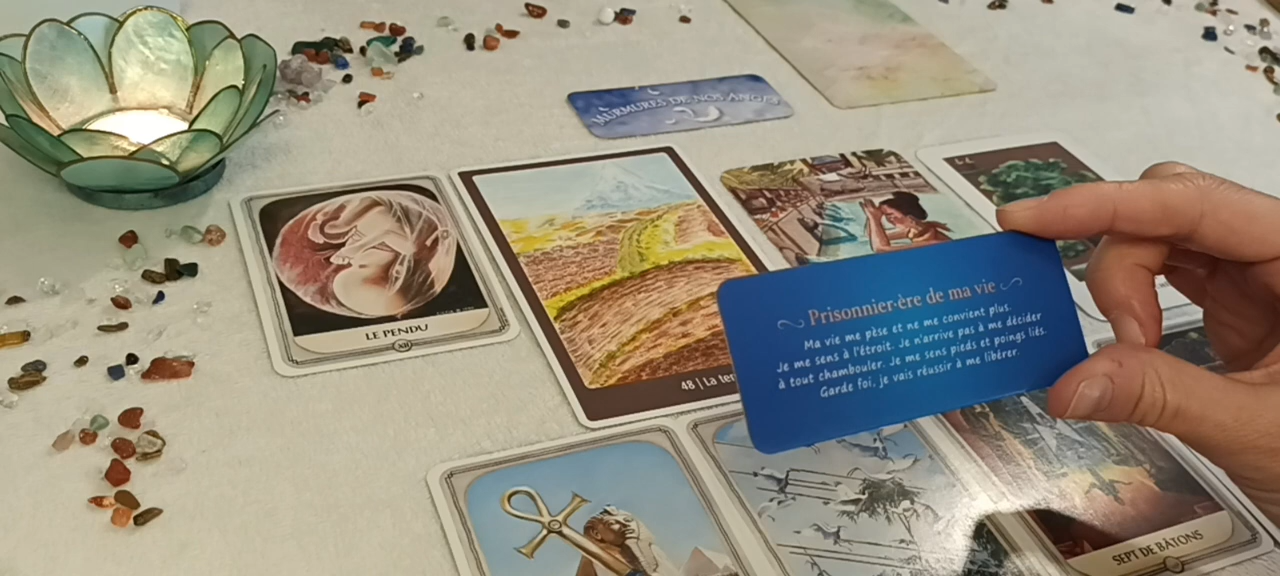 MURMURES DE NOS ANGES
LE PENDU
XII
48 | La
Prisonnier·ère de ma vie
Ma vie me pèse et ne me convient plus.
Je me sens à l'étroit. Je n'arrive pas à me décider
à tout chambouler. Je me sens pieds et poings liés.
Garde foi, je vais réussir à me libérer.
SEPT DE BÂTONS